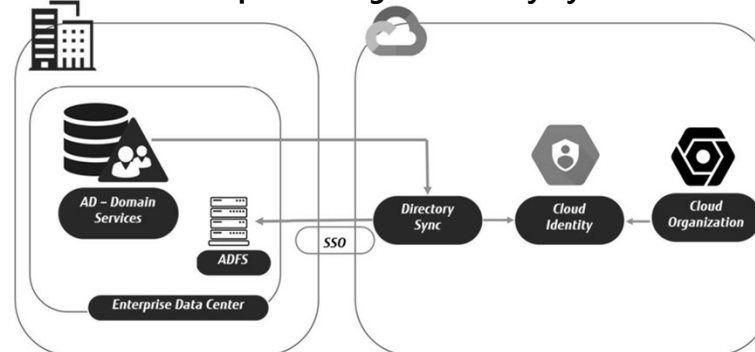 AD – Domain
Services
ADFS
Enterprise Data Center
SSO
Directory
Sync
Cloud
Identity
Cloud
Organization